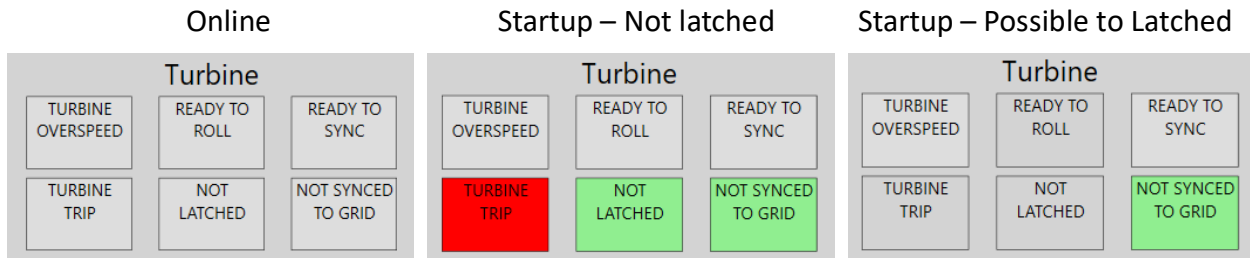 Online
Startup – Not latched
Startup – Possible to Latched
Turbine
TURBINE
OVERSPEED
READY TO
ROLL
READY TO
SYNC
TURBINE
TRIP
NOT
LATCHED
NOT SYNCED
TO GRID
Turbine
TURBINE
OVERSPEED
READY TO
ROLL
READY TO
SYNC
TURBINE
TRIP
NOT
LATCHED
NOT SYNCED
TO GRID
Turbine
TURBINE
OVERSPEED
READY TO
ROLL
READY TO
SYNC
TURBINE
TRIP
NOT
LATCHED
NOT SYNCED
TO GRID